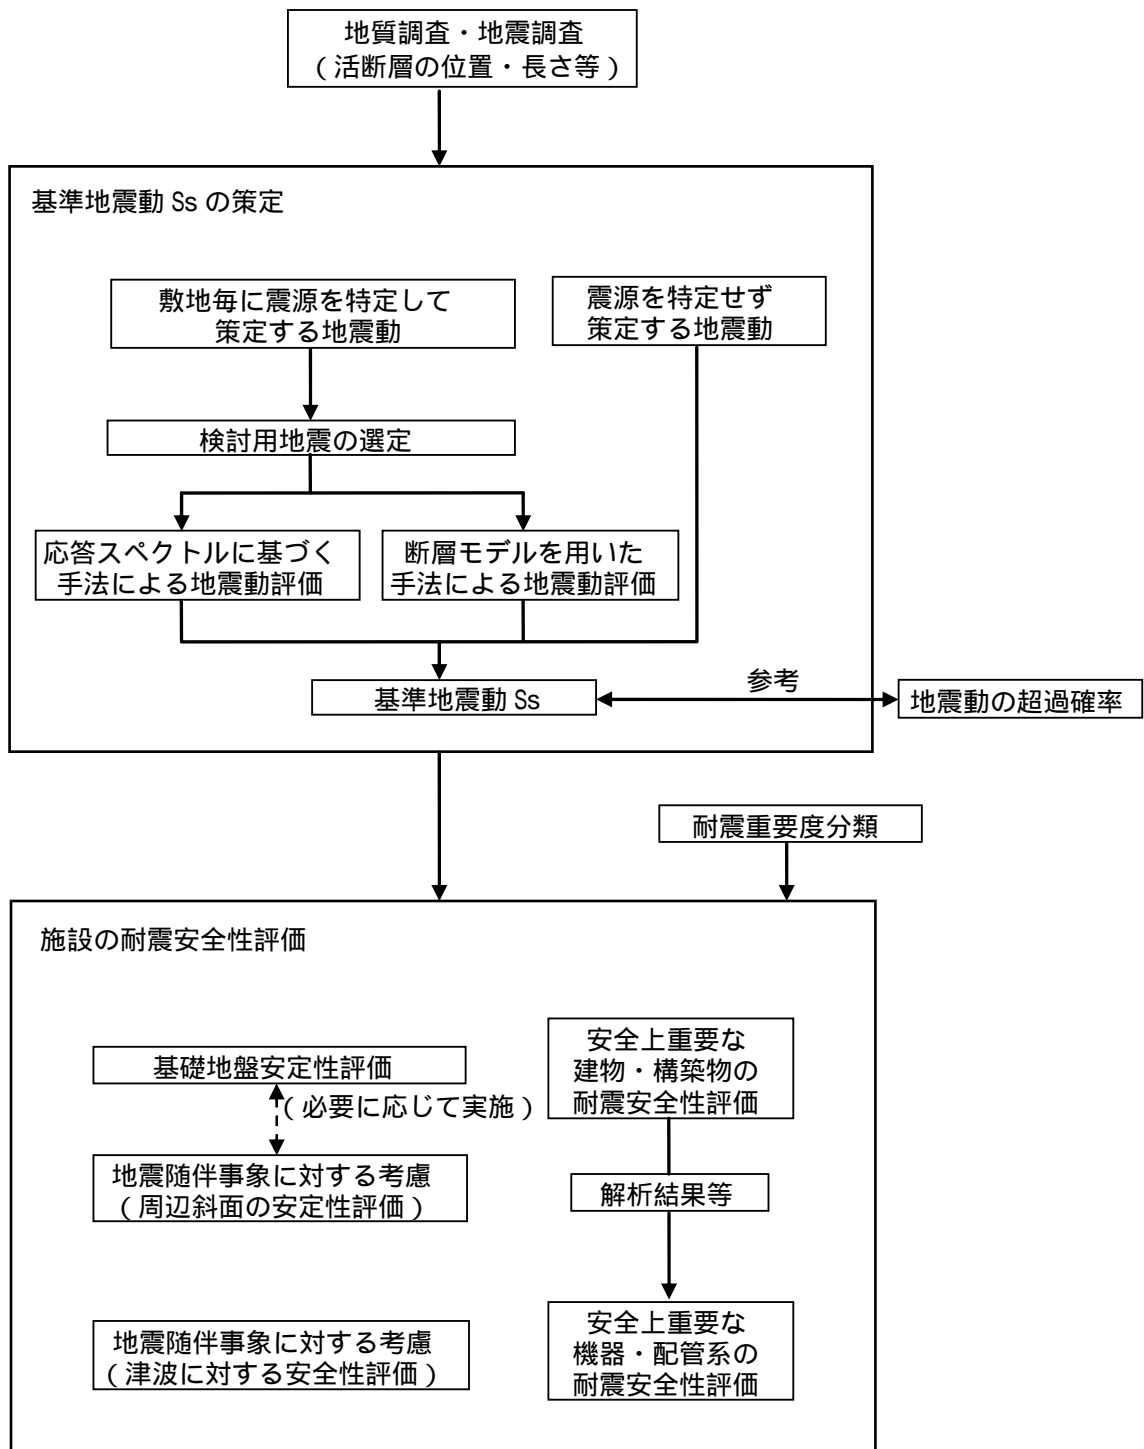 地質調査・地震調査
(活断層の位置・長さ等)
基準地震動 Ss の策定
敷地毎に震源を特定して
策定する地震動
震源を特定せず
策定する地震動
検討用地震の選定
応答スペクトルに基づく
手法による地震動評価
断層モデルを用いた
手法による地震動評価
基準地震動 Ss
参考
地震動の超過確率
耐震重要度分類
施設の耐震安全性評価
基礎地盤安定性評価
(必要に応じて実施)
地震随伴事象に対する考慮
(周辺斜面の安定性評価)
地震随伴事象に対する考慮
(津波に対する安全性評価)
安全上重要な
建物・構築物の
耐震安全性評価
解析結果等
安全上重要な
機器・配管系の
耐震安全性評価